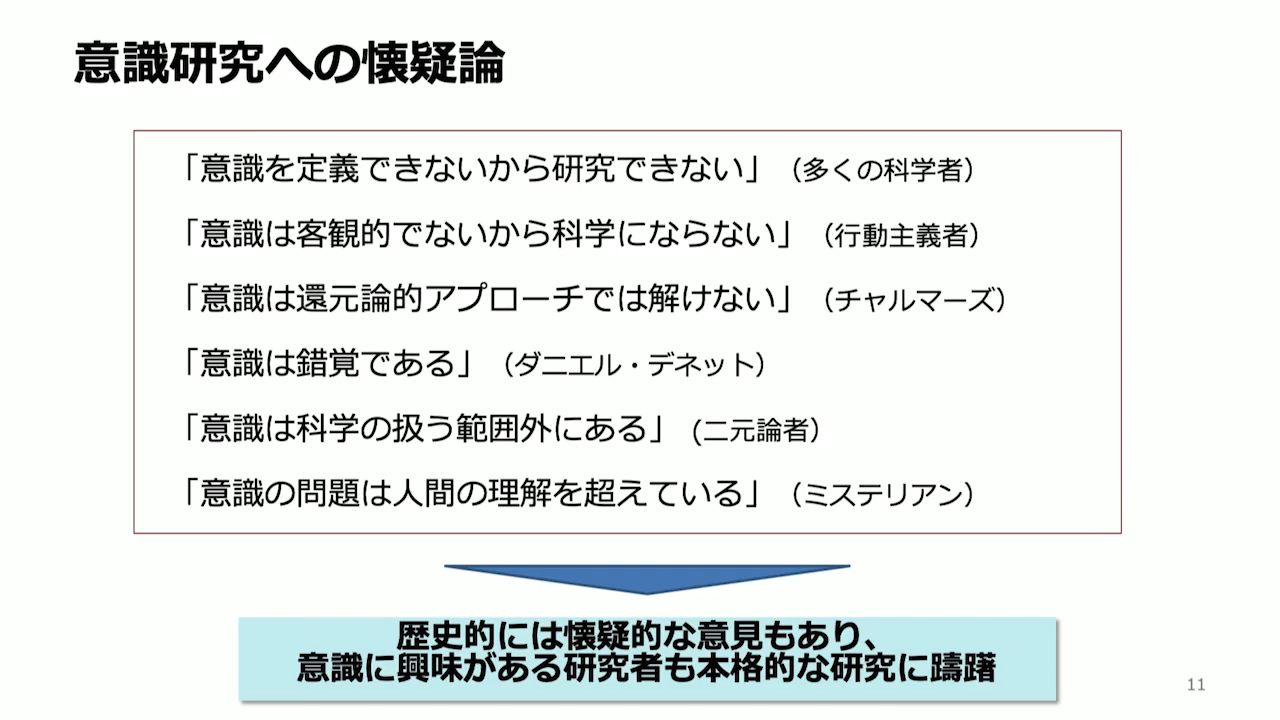 意識研究への懐疑論
「意識を定義できないから研究できない」（多くの科学者）
「意識は客観的でないから科学にならない」（行動主義者）
「意識は還元論的アプローチでは解けない」（チャルマーズ）
「意識は錯覚である」（ダニエル・デネット）
「意識は科学の扱う範囲外にある」(二元論者）
「意識の問題は人間の理解を超えている」（ミステリアン）
歴史的には懐疑的な意見もあり、
意識に興味がある研究者も本格的な研究に躊躇
11